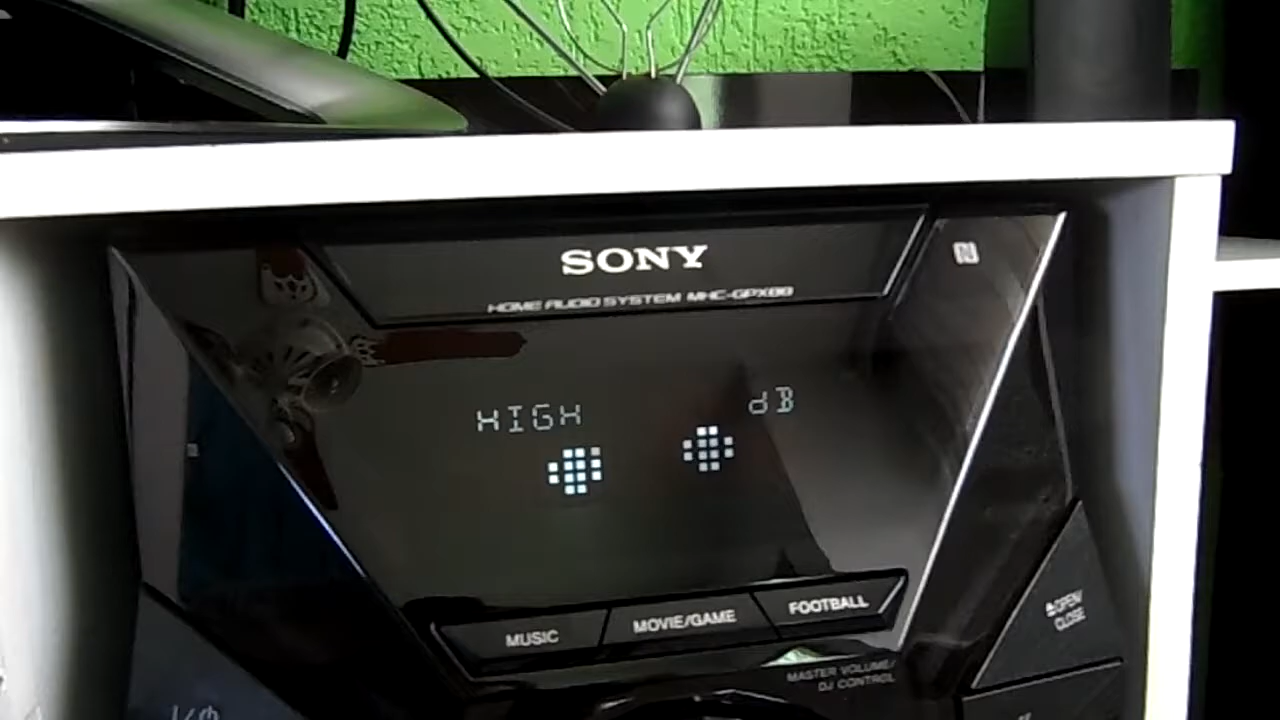 SONY
HOME AUDIO SYSTEM MHC-GPX88
HIGH dB
MUSIC MOVIE/GAME FOOTBALL
OPEN/
CLOSE
MASTER VOLUME/
DJ CONTROL